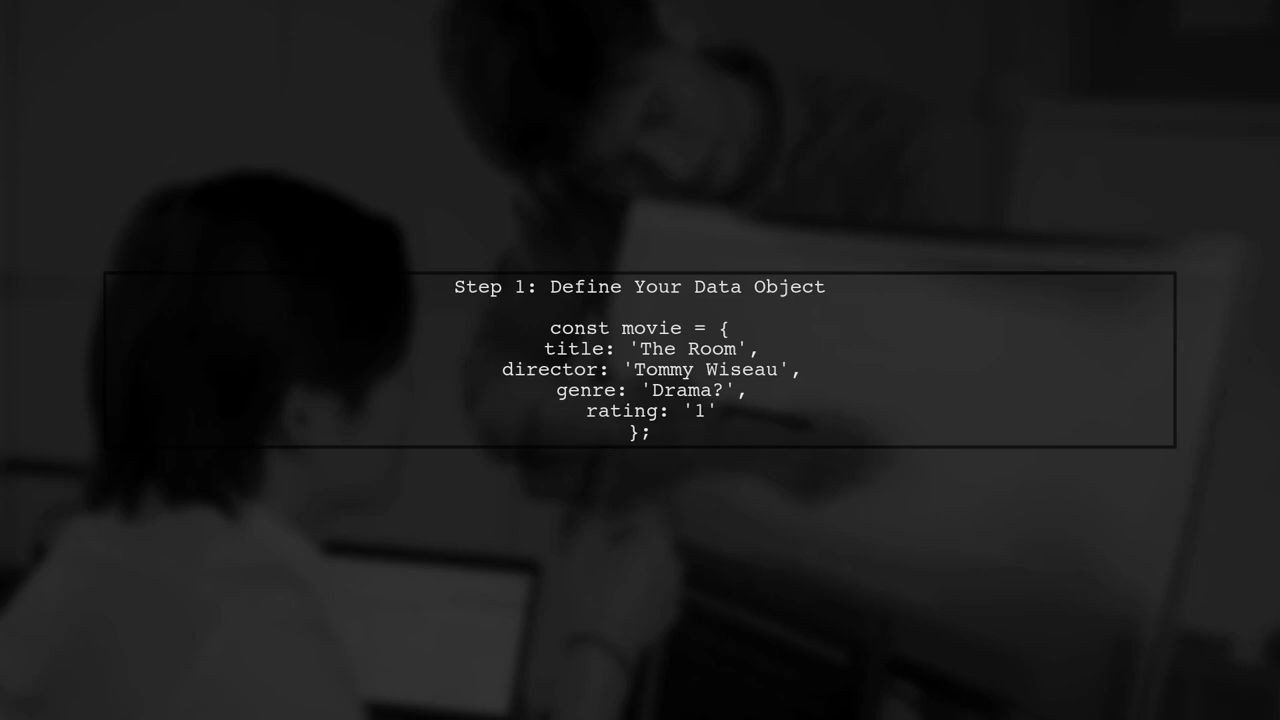 Step 1: Define Your Data Object
const movie = {
title: 'The Room',
director: 'Tommy Wiseau',
genre: 'Drama?',
rating: '1'
};